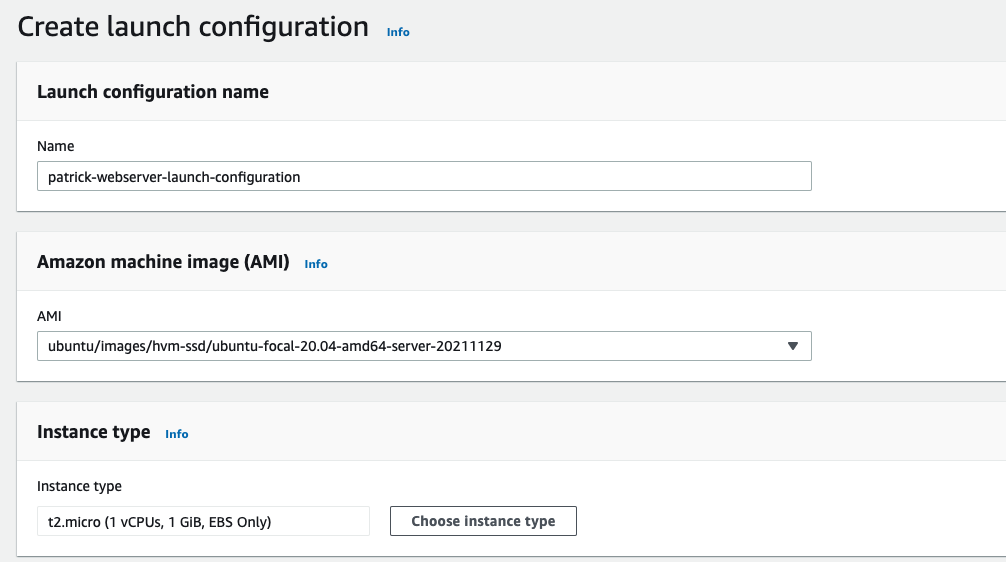 Create launch configuration Info
Launch configuration name
Name
patrick-webserver-launch-configuration
Amazon machine image (AMI) Info
AMI
ubuntu/images/hvm-ssd/ubuntu-focal-20.04-amd64-server-20211129
Instance type Info
Instance type
t2.micro (1 vCPUs, 1 GiB, EBS Only) Choose instance type